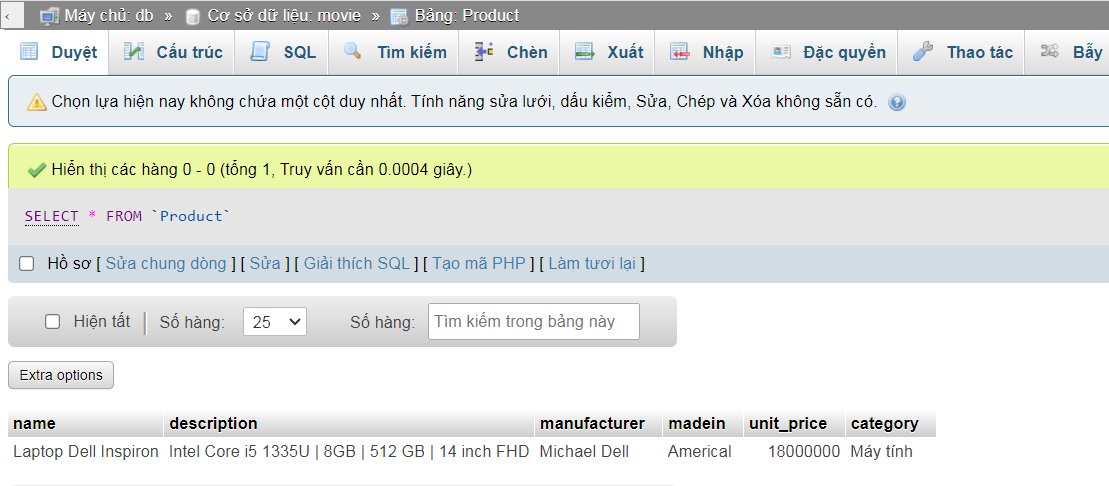 ‹ Máy chủ: db » Cơ sở dữ liệu: movie » Bảng: Product
Duyệt Cấu trúc SQL Tìm kiếm Chèn Xuất Nhập Đặc quyền Thao tác Bẫy
Chọn lựa hiện nay không chứa một cột duy nhất. Tính năng sửa lưới, dấu kiểm, Sửa, Chép và Xóa không sẵn có.
Hiển thị các hàng 0 - 0 (tổng 1, Truy vấn cần 0.0004 giây.)
SELECT * FROM `Product`
Hồ sơ [ Sửa chung dòng ] [ Sửa ] [ Giải thích SQL ] [ Tạo mã PHP ] [ Làm tươi lại ]
Hiện tất | Số hàng: 25 Số hàng: Tìm kiếm trong bảng này
Extra options
name description manufacturer madein unit_price category
Laptop Dell Inspiron Intel Core i5 1335U | 8GB | 512 GB | 14 inch FHD Michael Dell Americal 18000000 Máy tính